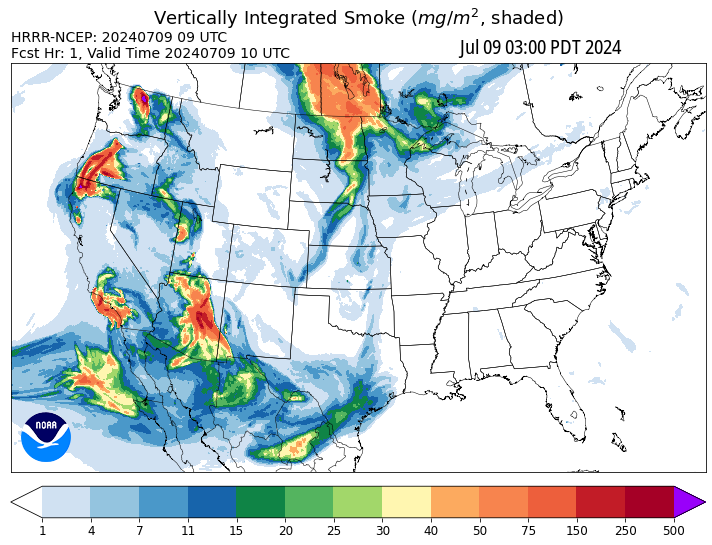 Vertically Integrated Smoke (mg/m², shaded)
HRRR-NCEP: 20240709 09 UTC
Fcst Hr: 1, Valid Time 20240709 10 UTC
Jul 09 03:00 PDT 2024
NOAA
1 4 7 11 15 20 25 30 40 50 75 150 250 500